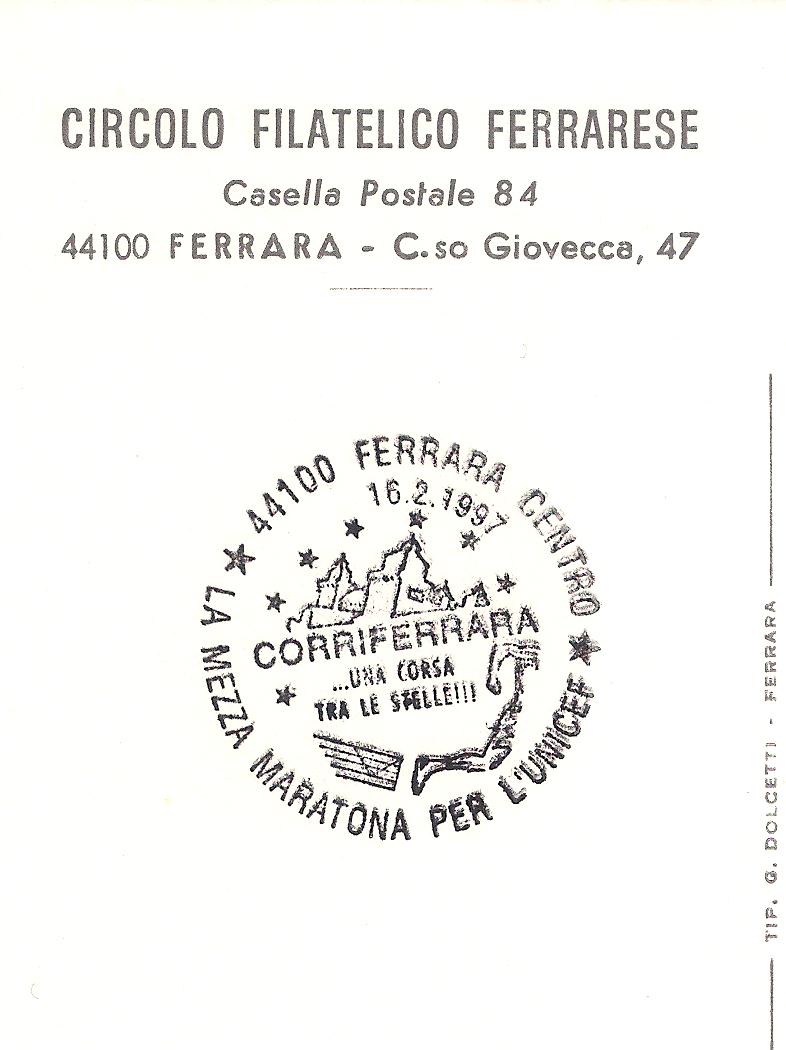 CIRCOLO FILATELICO FERRARESE
Casella Postale 84
44100 FERRARA - C.so Giovecca, 47
44100 FERRARA CENTRO
16.2.1997
CORRIFERRARA
...UNA CORSA
TRA LE STELLE!!!
LA MEZZA MARATONA PER L'UNICEF
TIP. G. DOLCETTI - FERRARA